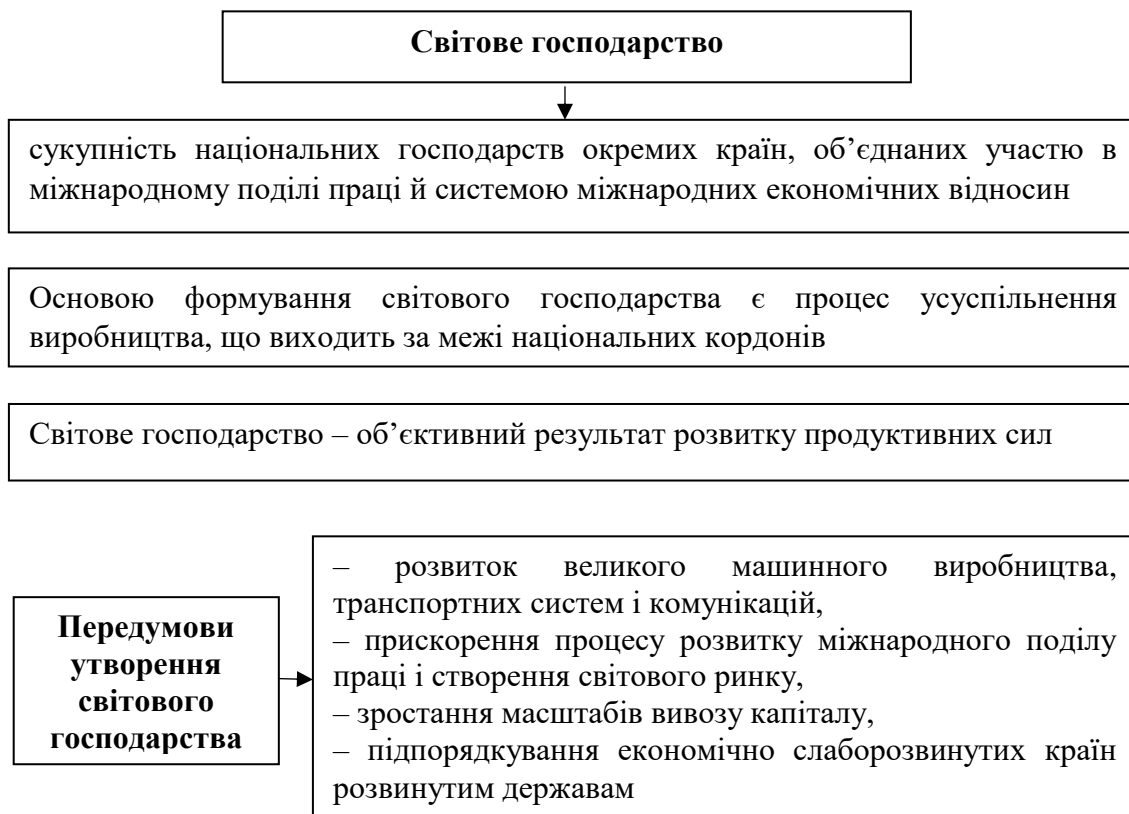 Світове господарство
сукупність національних господарств окремих країн, об’єднаних участю в
міжнародному поділі праці й системою міжнародних економічних відносин
Основою формування світового господарства є процес усуспільнення
виробництва, що виходить за межі національних кордонів
Світове господарство – об’єктивний результат розвитку продуктивних сил
Передумови
утворення
світового
господарства
– розвиток великого машинного виробництва,
транспортних систем і комунікацій,
– прискорення процесу розвитку міжнародного поділу
праці і створення світового ринку,
– зростання масштабів вивозу капіталу,
– підпорядкування економічно слаборозвинутих країн
розвинутим державам